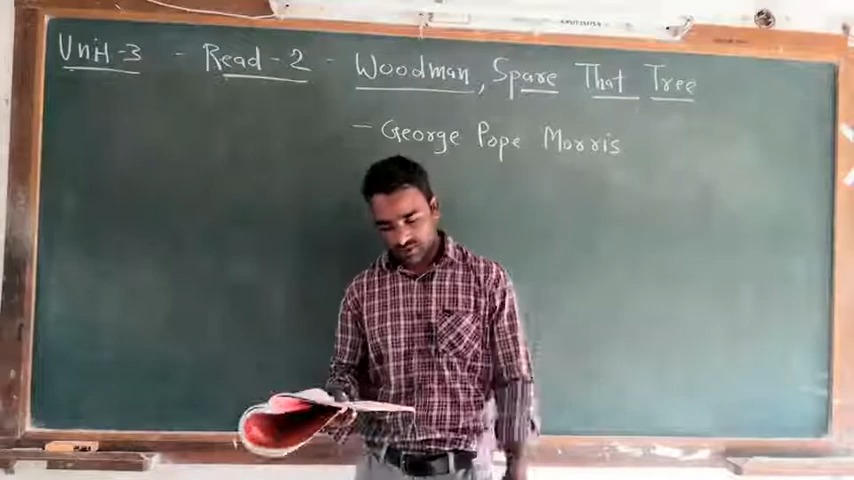 Unit-3 - Read-2 - Woodman, Spare That Tree
- George Pope Morris